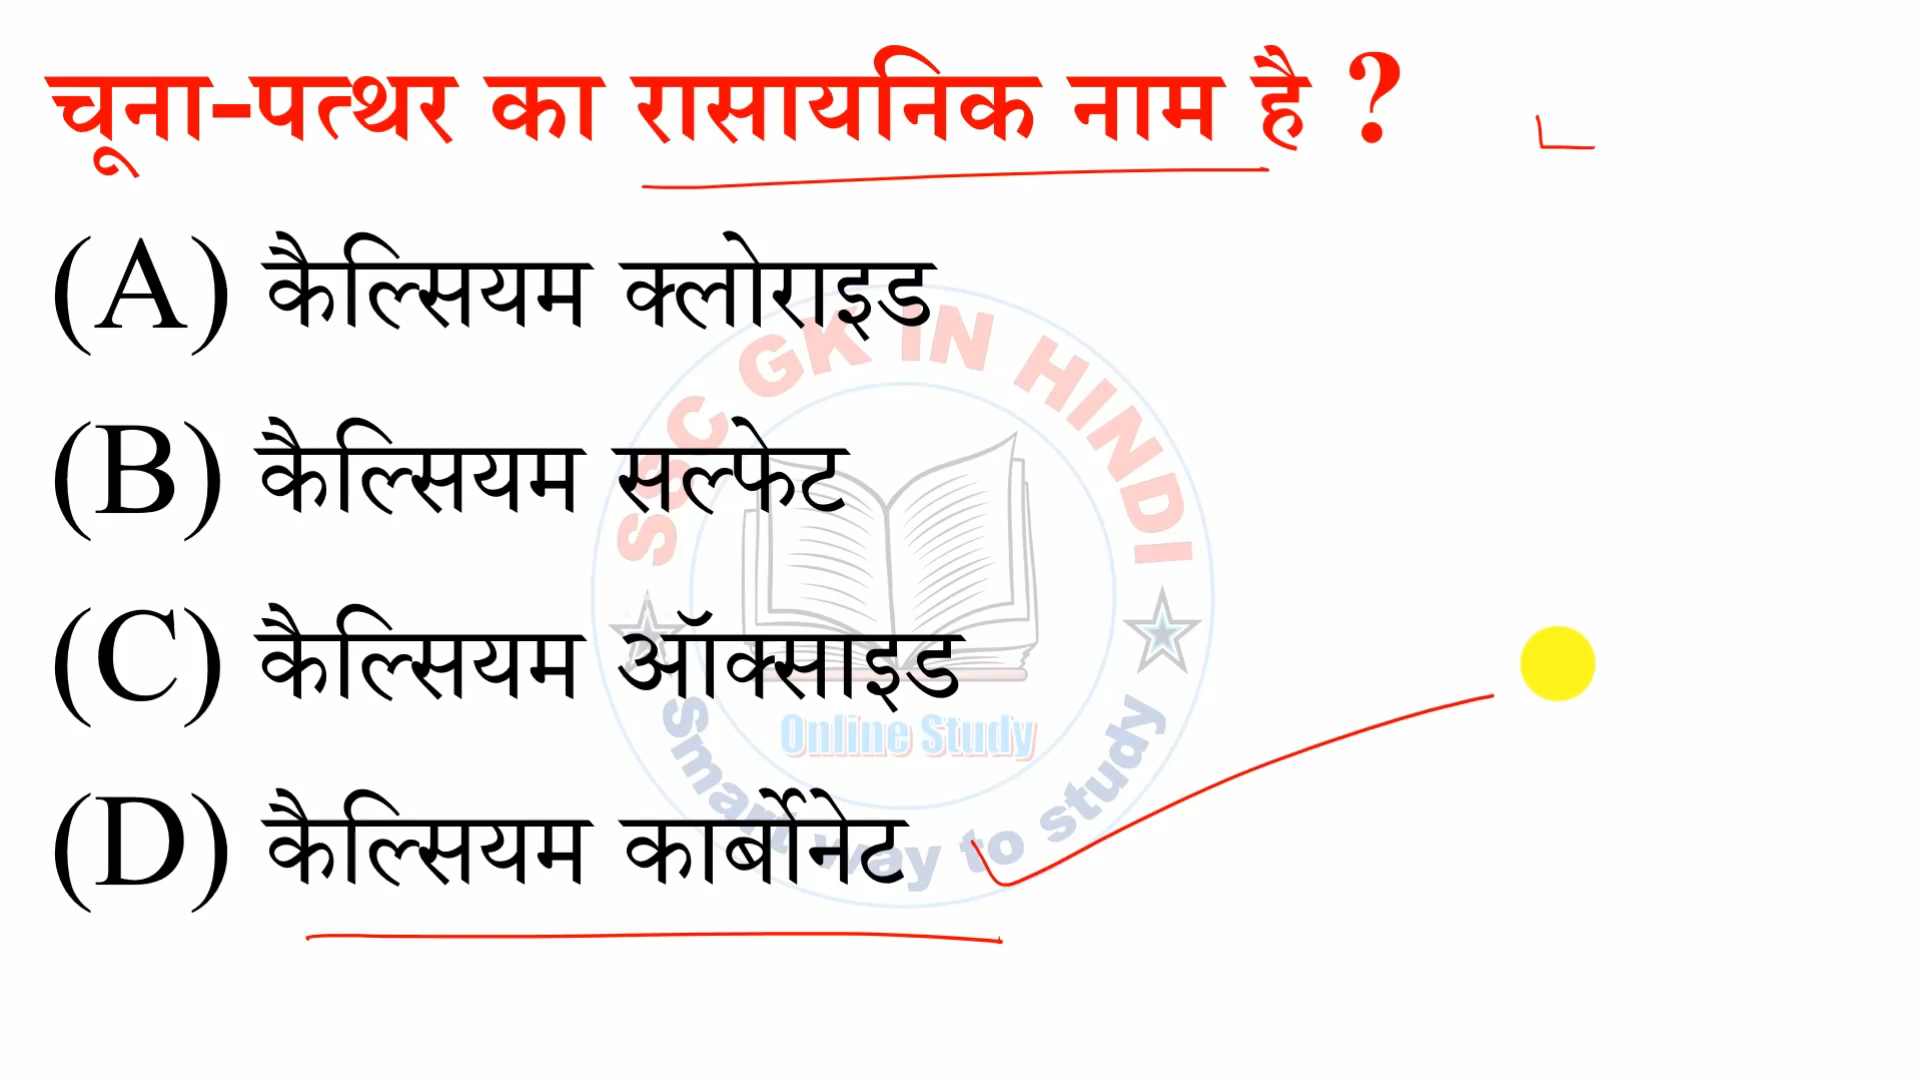 चूना-पत्थर का रासायनिक नाम है ?
(A) कैल्सियम क्लोराइड
(B) कैल्सियम सल्फेट
(C) कैल्सियम ऑक्साइड
(D) कैल्सियम कार्बोनेट
SSC GK IN HINDI
Online Study
Smart way to study